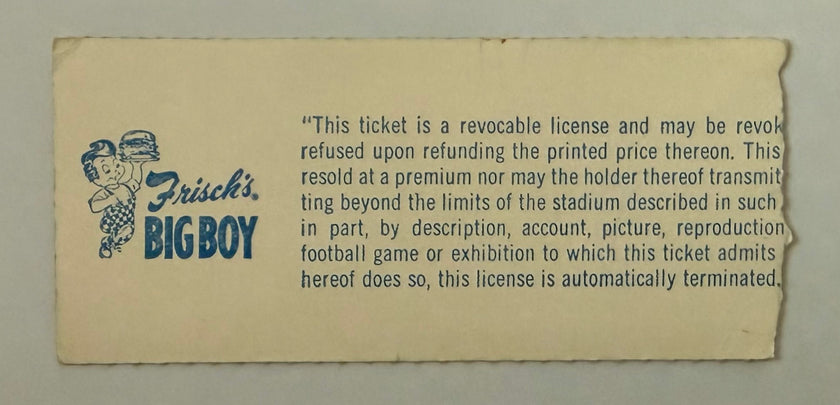 Frisch's.
BIG BOY
"This ticket is a revocable license and may be revok
refused upon refunding the printed price thereon. This
resold at a premium nor may the holder thereof transmit
ting beyond the limits of the stadium described in such
in part, by description, account, picture, reproduction
football game or exhibition to which this ticket admits
hereof does so, this license is automatically terminated.